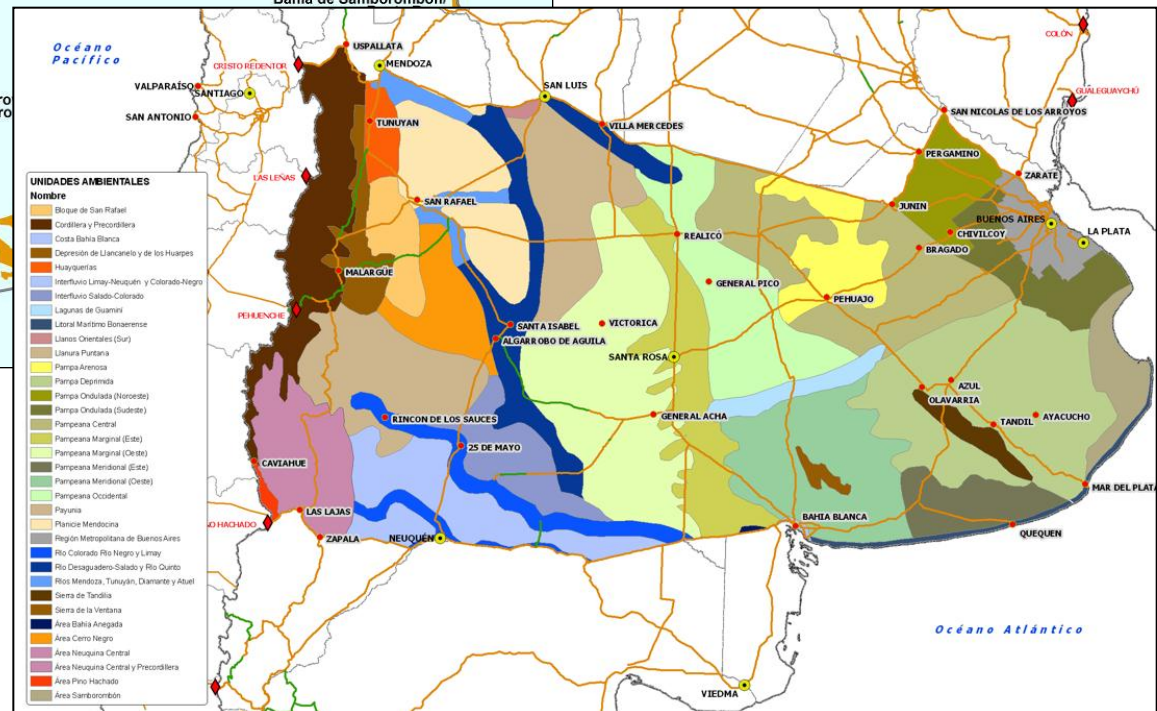 Bahía de Samborombón/
Océano
Pacífico
USPALLATA
CRISTO REDENTOR
MENDOZA
COLÓN
VALPARAÍSO
SANTIAGO
SAN LUIS
GUALEGUAYCHÚ
SAN ANTONIO
TUNUYAN
VILLA MERCEDES
SAN NICOLAS DE LOS ARROYOS
PERGAMINO
LAS LEÑAS
ZARATE
SAN RAFAEL
JUNIN
BUENOS AIRES
CHIVILCOY
LA PLATA
REALICÓ
BRAGADO
MALARGÜE
GENERAL PICO
PEHUAJO
PEHUENCHE
SANTA ISABEL
VICTORICA
ALGARROBO DE AGUILA
SANTA ROSA
AZUL
OLAVARRIA
RINCON DE LOS SAUCES
GENERAL ACHA
TANDIL
AYACUCHO
25 DE MAYO
CAVIAHUE
MAR DEL PLATA
LAS LAJAS
NO HACHADO
BAHIA BLANCA
QUEQUEN
ZAPALA
NEUQUÉN
Océano Atlántico
VIEDMA
UNIDADES AMBIENTALES
Nombre
Bloque de San Rafael
Cordillera y Precordillera
Costa Bahía Blanca
Depresión de Llancanelo y de los Huarpes
Huayquerías
Interfluvio Limay-Neuquén y Colorado-Negro
Interfluvio Salado-Colorado
Lagunas de Guaminí
Litoral Marítimo Bonaerense
Llanos Orientales (Sur)
Llanura Puntana
Pampa Arenosa
Pampa Deprimida
Pampa Ondulada (Noroeste)
Pampa Ondulada (Sudeste)
Pampeana Central
Pampeana Marginal (Este)
Pampeana Marginal (Oeste)
Pampeana Meridional (Este)
Pampeana Meridional (Oeste)
Pampeana Occidental
Payunia
Planicie Mendocina
Región Metropolitana de Buenos Aires
Río Colorado Río Negro y Limay
Río Desaguadero-Salado y Río Quinto
Ríos Mendoza, Tunuyán, Diamante y Atuel
Sierra de Tandilia
Sierra de la Ventana
Área Bahía Anegada
Área Cerro Negro
Área Neuquina Central
Área Neuquina Central y Precordillera
Área Pino Hachado
Área Samborombón